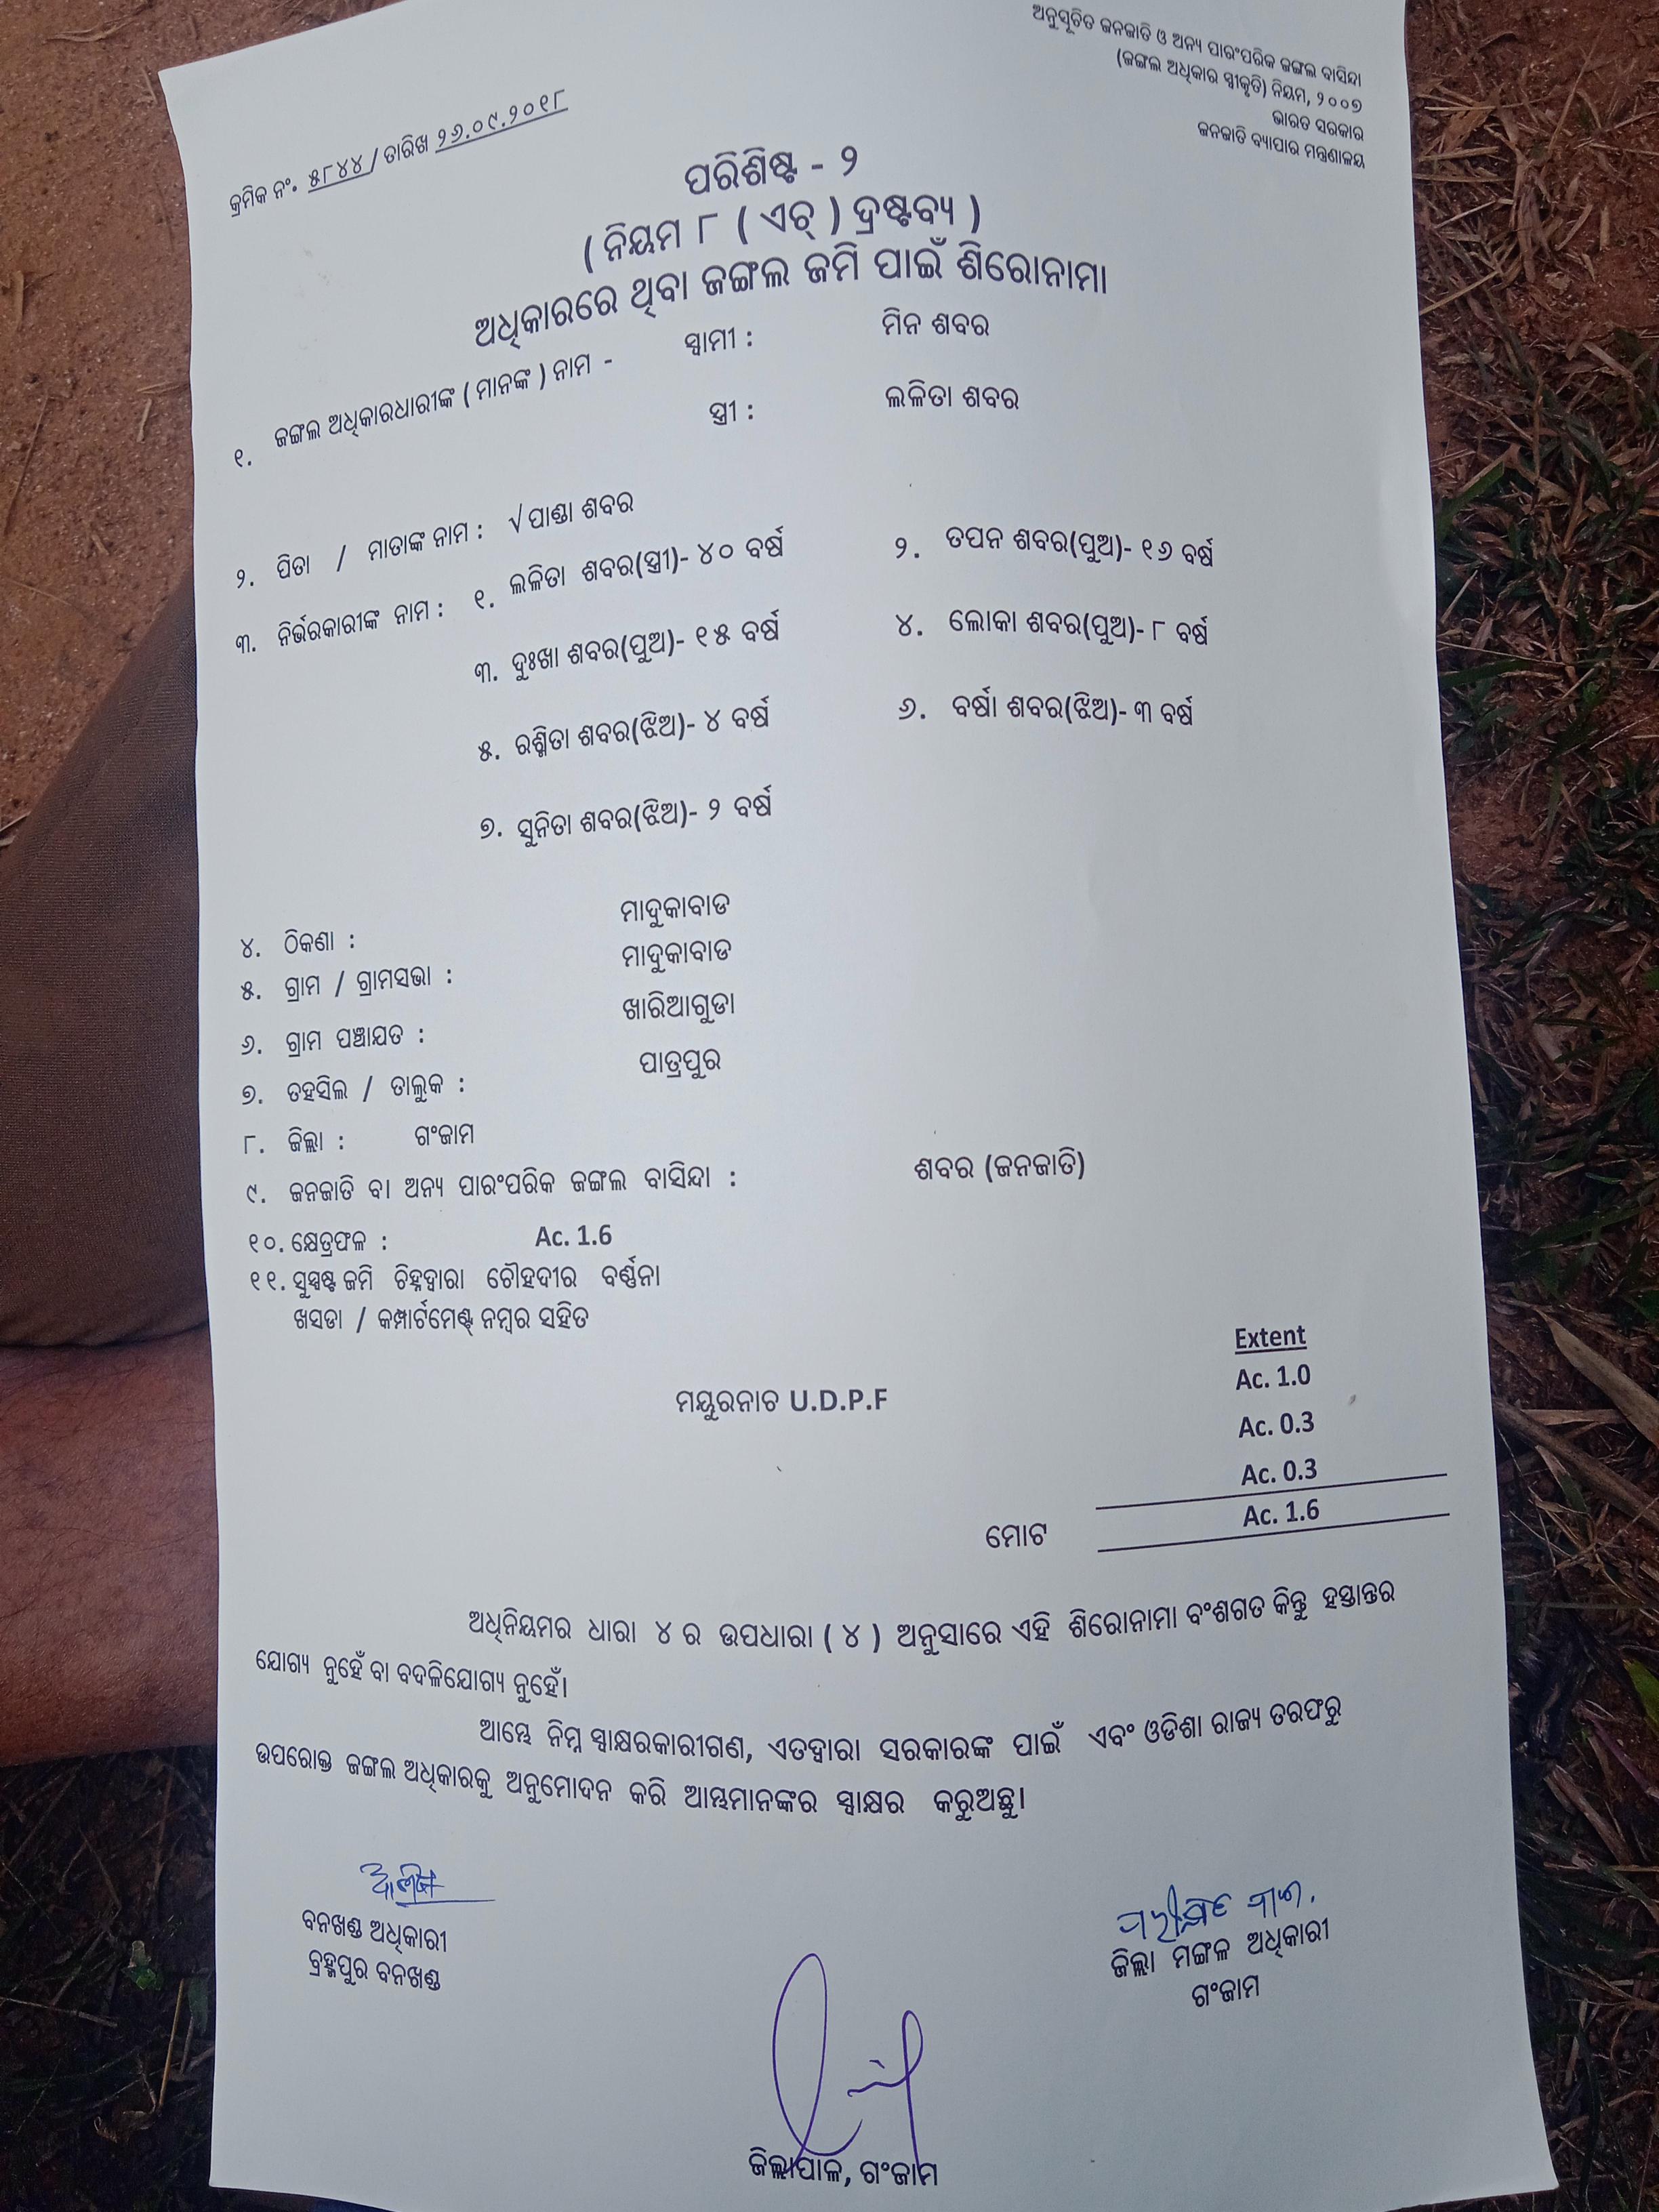 ଅନୁସୂଚିତ ଜନଜାତି ଓ ଅନ୍ୟ ପାରଂପରିକ ଜଙ୍ଗଲ ବାସିନ୍ଦା
(ଜଙ୍ଗଲ ଅଧିକାର ସ୍ୱୀକୃତି) ନିୟମ, ୨୦୦୭
ଭାରତ ସରକାର
ଜନଜାତି ବ୍ୟାପାର ମନ୍ତ୍ରଣାଳୟ
କ୍ରମିକ ନଂ. ୫୮୪୪ / ତାରିଖ ୨୬.୦୯.୨୦୧୮
ପରିଶିଷ୍ଟ - ୨
( ନିୟମ ୮ ( ଏଚ୍ ) ଦ୍ରଷ୍ଟବ୍ୟ )
ଅଧିକାରରେ ଥିବା ଜଙ୍ଗଲ ଜମି ପାଇଁ ଶିରୋନାମା
୧. ଜଙ୍ଗଲ ଅଧିକାରଧାରୀଙ୍କ ( ମାନଙ୍କ ) ନାମ - ସ୍ୱାମୀ : ମିନ ଶବର
ସ୍ତ୍ରୀ : ଲଳିତା ଶବର
୨. ପିତା / ମାତାଙ୍କ ନାମ : √ ପାଣ୍ଡା ଶବର
୩. ନିର୍ଭରକାରୀଙ୍କ ନାମ : ୧. ଲଳିତା ଶବର(ସ୍ତ୍ରୀ)- ୪୦ ବର୍ଷ ୨. ତପନ ଶବର(ପୁଅ)- ୧୬ ବର୍ଷ
୩. ଦୁଃଖା ଶବର(ପୁଅ)- ୧୫ ବର୍ଷ ୪. ଲୋକା ଶବର(ପୁଅ)- ୮ ବର୍ଷ
୫. ରଶ୍ମିତା ଶବର(ଝିଅ)- ୪ ବର୍ଷ ୬. ବର୍ଷା ଶବର(ଝିଅ)- ୩ ବର୍ଷ
୭. ସୁନିତା ଶବର(ଝିଅ)- ୨ ବର୍ଷ
୪. ଠିକଣା : ମାଦୁକାବାଡ
୫. ଗ୍ରାମ / ଗ୍ରାମସଭା : ମାଦୁକାବାଡ
୬. ଗ୍ରାମ ପଞ୍ଚାୟତ : ଖାରିଆଗୁଡା
୭. ତହସିଲ / ତାଲୁକ : ପାତ୍ରପୁର
୮. ଜିଲ୍ଲା : ଗଂଜାମ
୯. ଜନଜାତି ବା ଅନ୍ୟ ପାରଂପରିକ ଜଙ୍ଗଲ ବାସିନ୍ଦା : ଶବର (ଜନଜାତି)
୧୦. କ୍ଷେତ୍ରଫଳ : Ac. 1.6
୧୧. ସୁସ୍ପଷ୍ଟ ଜମି ଚିହ୍ନଦ୍ୱାରା ଚୌହଦୀର ବର୍ଣ୍ଣନା
ଖସଡା / କମ୍ପାର୍ଟମେଣ୍ଟ୍ ନମ୍ବର ସହିତ
Extent
ମୟୁରନାଚ U.D.P.F Ac. 1.0
Ac. 0.3
Ac. 0.3
ମୋଟ Ac. 1.6
ଅଧିନିୟମର ଧାରା ୪ ର ଉପଧାରା ( ୪ ) ଅନୁସାରେ ଏହି ଶିରୋନାମା ବଂଶଗତ କିନ୍ତୁ ହସ୍ତାନ୍ତର
ଯୋଗ୍ୟ ନୁହେଁ ବା ବଦଳିଯୋଗ୍ୟ ନୁହେଁ।
ଆମ୍ଭେ ନିମ୍ନ ସ୍ୱାକ୍ଷରକାରୀଗଣ, ଏତଦ୍ୱାରା ସରକାରଙ୍କ ପାଇଁ ଏବଂ ଓଡିଶା ରାଜ୍ୟ ତରଫରୁ
ଉପରୋକ୍ତ ଜଙ୍ଗଲ ଅଧିକାରକୁ ଅନୁମୋଦନ କରି ଆମ୍ଭମାନଙ୍କର ସ୍ୱାକ୍ଷର କରୁଅଛୁ।
ବନଖଣ୍ଡ ଅଧିକାରୀ
ବ୍ରହ୍ମପୁର ବନଖଣ୍ଡ
ଜିଲ୍ଲା ମଙ୍ଗଳ ଅଧିକାରୀ
ଗଂଜାମ
ଜିଲ୍ଲାପାଳ, ଗଂଜାମ